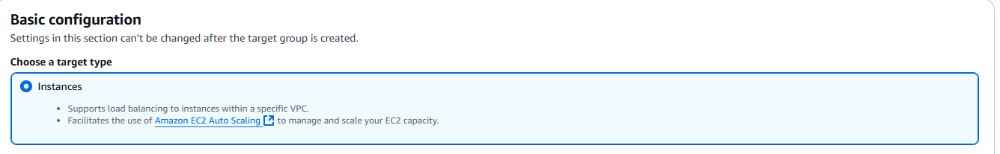 Basic configuration
Settings in this section can't be changed after the target group is created.
Choose a target type
Instances
• Supports load balancing to instances within a specific VPC.
• Facilitates the use of Amazon EC2 Auto Scaling to manage and scale your EC2 capacity.